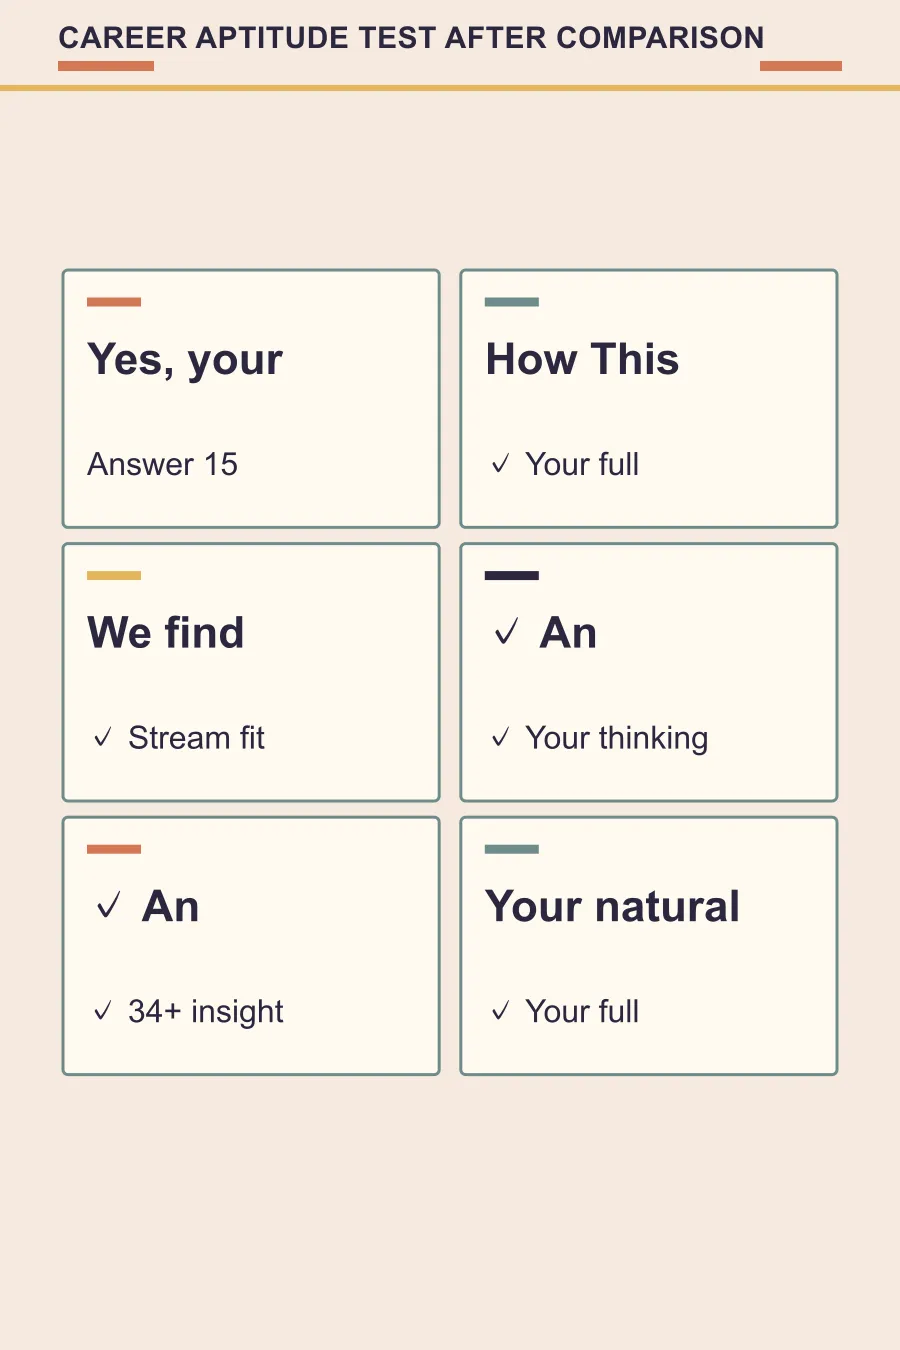 CAREER APTITUDE TEST AFTER COMPARISON
Yes, your
Answer 15
How This
✓ Your full
We find
✓ Stream fit
✓ An
✓ Your thinking
✓ An
✓ 34+ insight
Your natural
✓ Your full